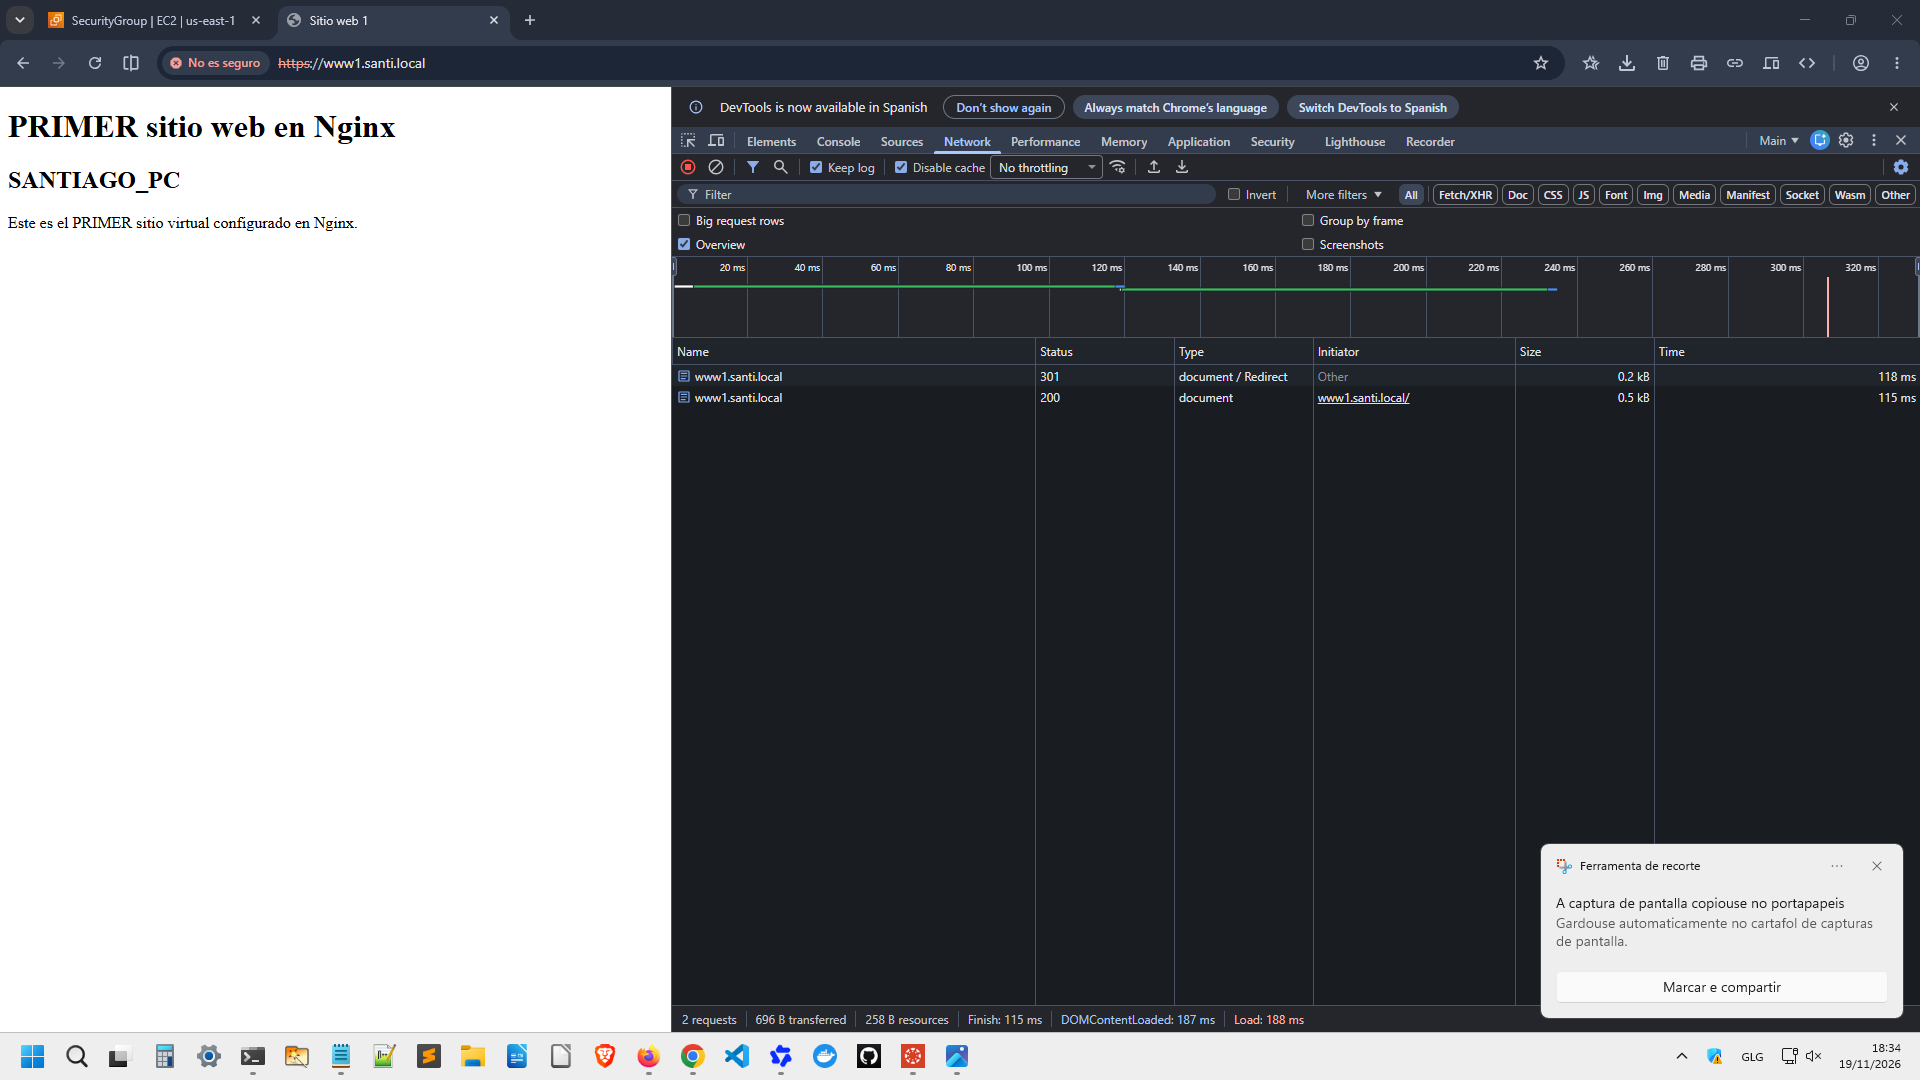 SecurityGroup | EC2 | us-east-1
Sitio web 1
No es seguro
https://www1.santi.local
PRIMER sitio web en Nginx
SANTIAGO_PC
Este es el PRIMER sitio virtual configurado en Nginx.
DevTools is now available in Spanish
Don't show again
Always match Chrome's language
Switch DevTools to Spanish
Elements Console Sources Network Performance Memory Application Security Lighthouse Recorder
Main
Keep log Disable cache No throttling
Filter Invert More filters All Fetch/XHR Doc CSS JS Font Img Media Manifest Socket Wasm Other
Big request rows Group by frame
Overview Screenshots
20 ms 40 ms 60 ms 80 ms 100 ms 120 ms 140 ms 160 ms 180 ms 200 ms 220 ms 240 ms 260 ms 280 ms 300 ms 320 ms
Name Status Type Initiator Size Time
www1.santi.local 301 document / Redirect Other 0.2 kB 118 ms
www1.santi.local 200 document www1.santi.local/ 0.5 kB 115 ms
Ferramenta de recorte
A captura de pantalla copiouse no portapapeis
Gardouse automaticamente no cartafol de capturas
de pantalla.
Marcar e compartir
2 requests 696 B transferred 258 B resources Finish: 115 ms DOMContentLoaded: 187 ms Load: 188 ms
GLG
18:34
19/11/2026